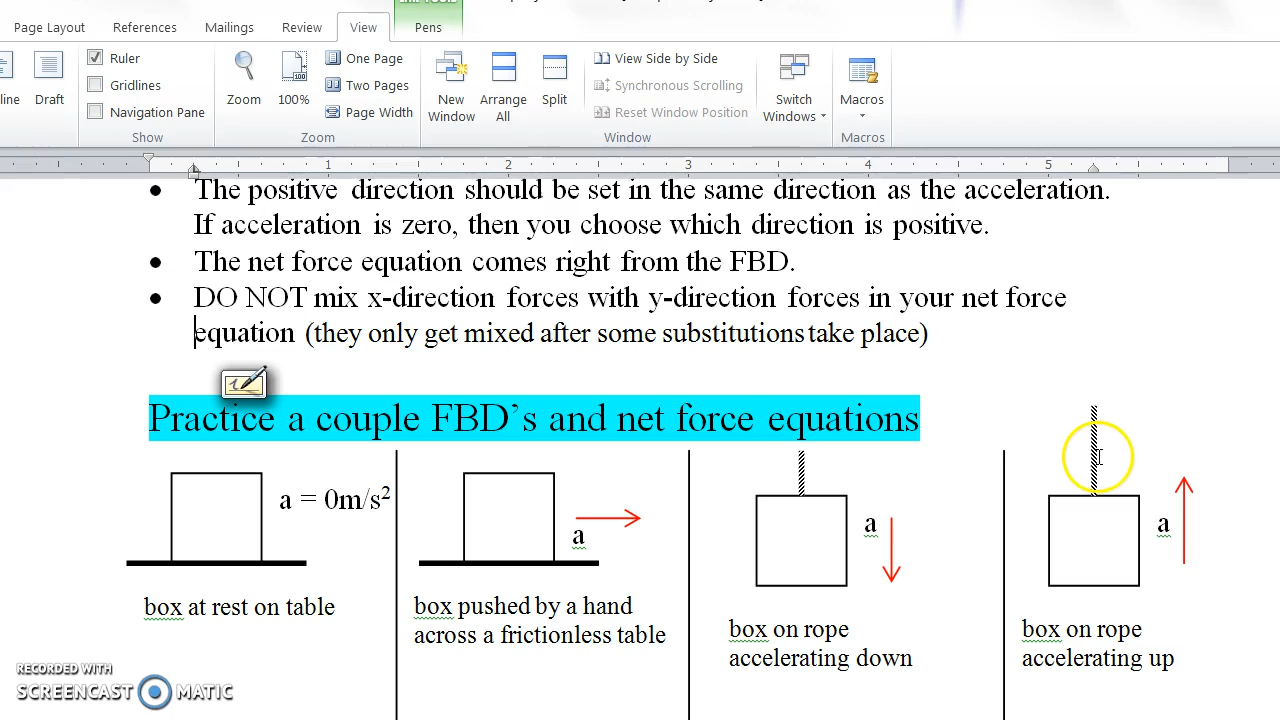 Page Layout References Mailings Review View Pens
Ruler
Gridlines
Navigation Pane
Show
Draft
Zoom
100%
One Page
Two Pages
Page Width
Zoom
New Window
Arrange All
Split
View Side by Side
Synchronous Scrolling
Reset Window Position
Window
Switch Windows
Macros
Macros
1 2 3 4 5
• The positive direction should be set in the same direction as the acceleration.
If acceleration is zero, then you choose which direction is positive.
• The net force equation comes right from the FBD.
• DO NOT mix x-direction forces with y-direction forces in your net force
equation (they only get mixed after some substitutions take place)
Practice a couple FBD’s and net force equations
a = 0m/s²
box at rest on table
a
box pushed by a hand
across a frictionless table
a
box on rope
accelerating down
a
box on rope
accelerating up
RECORDED WITH
SCREENCAST MATIC